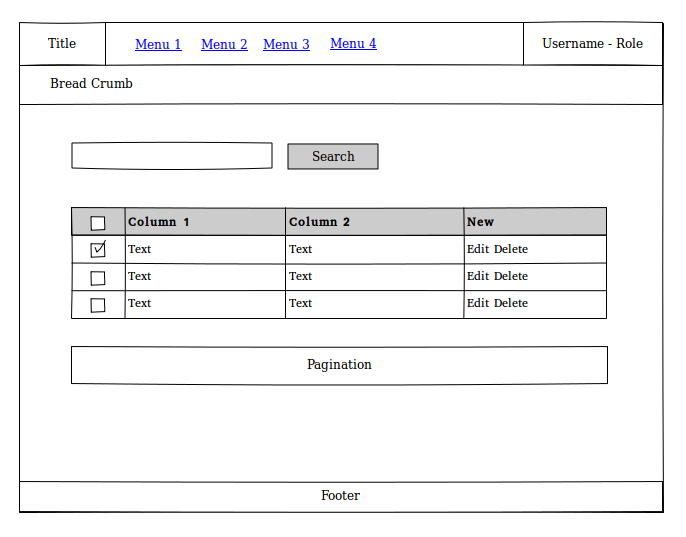 Title Menu 1 Menu 2 Menu 3 Menu 4 Username - Role
Bread Crumb
Search
Column 1 Column 2 New
Text Text Edit Delete
Text Text Edit Delete
Text Text Edit Delete
Pagination
Footer